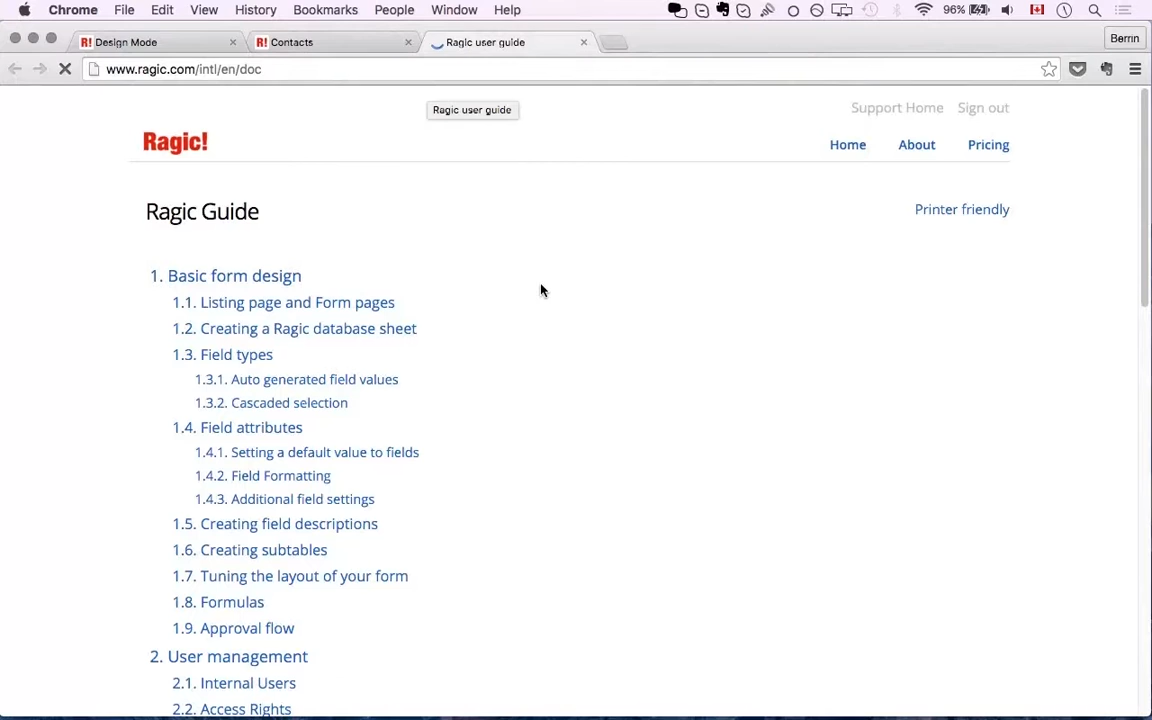 Chrome File Edit View History Bookmarks People Window Help 96%
R! Design Mode R! Contacts Ragic user guide Berrin
www.ragic.com/intl/en/doc
Ragic user guide
Support Home Sign out
Ragic!
Home About Pricing
Ragic Guide Printer friendly
1. Basic form design
1.1. Listing page and Form pages
1.2. Creating a Ragic database sheet
1.3. Field types
1.3.1. Auto generated field values
1.3.2. Cascaded selection
1.4. Field attributes
1.4.1. Setting a default value to fields
1.4.2. Field Formatting
1.4.3. Additional field settings
1.5. Creating field descriptions
1.6. Creating subtables
1.7. Tuning the layout of your form
1.8. Formulas
1.9. Approval flow
2. User management
2.1. Internal Users
2.2. Access Rights